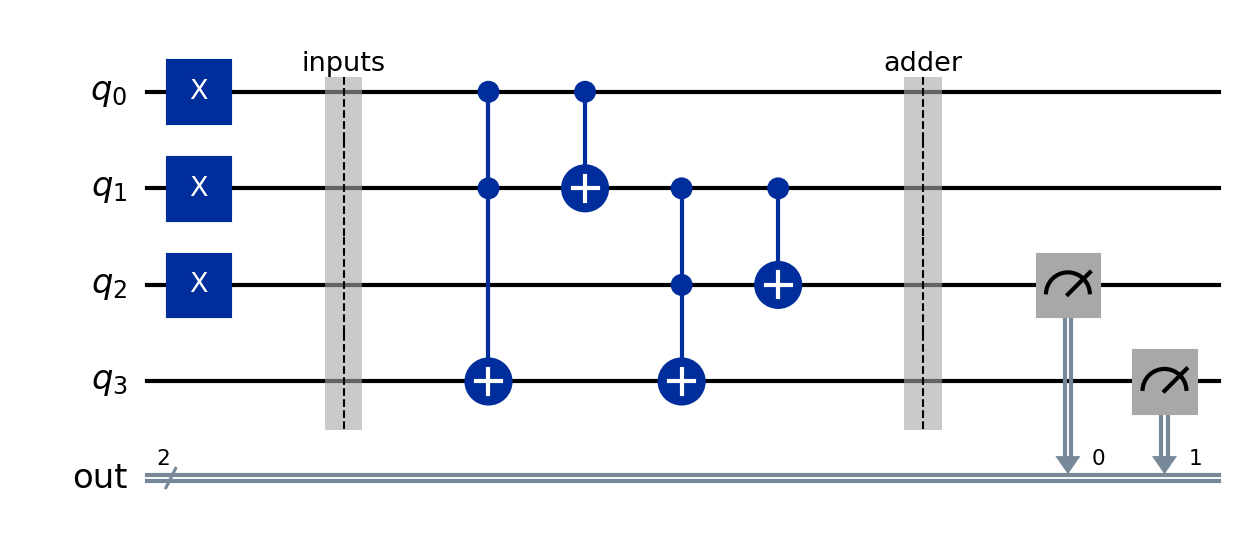 inputs adder
q0 X
q1 X
q2 X
q3
out 2 0 1